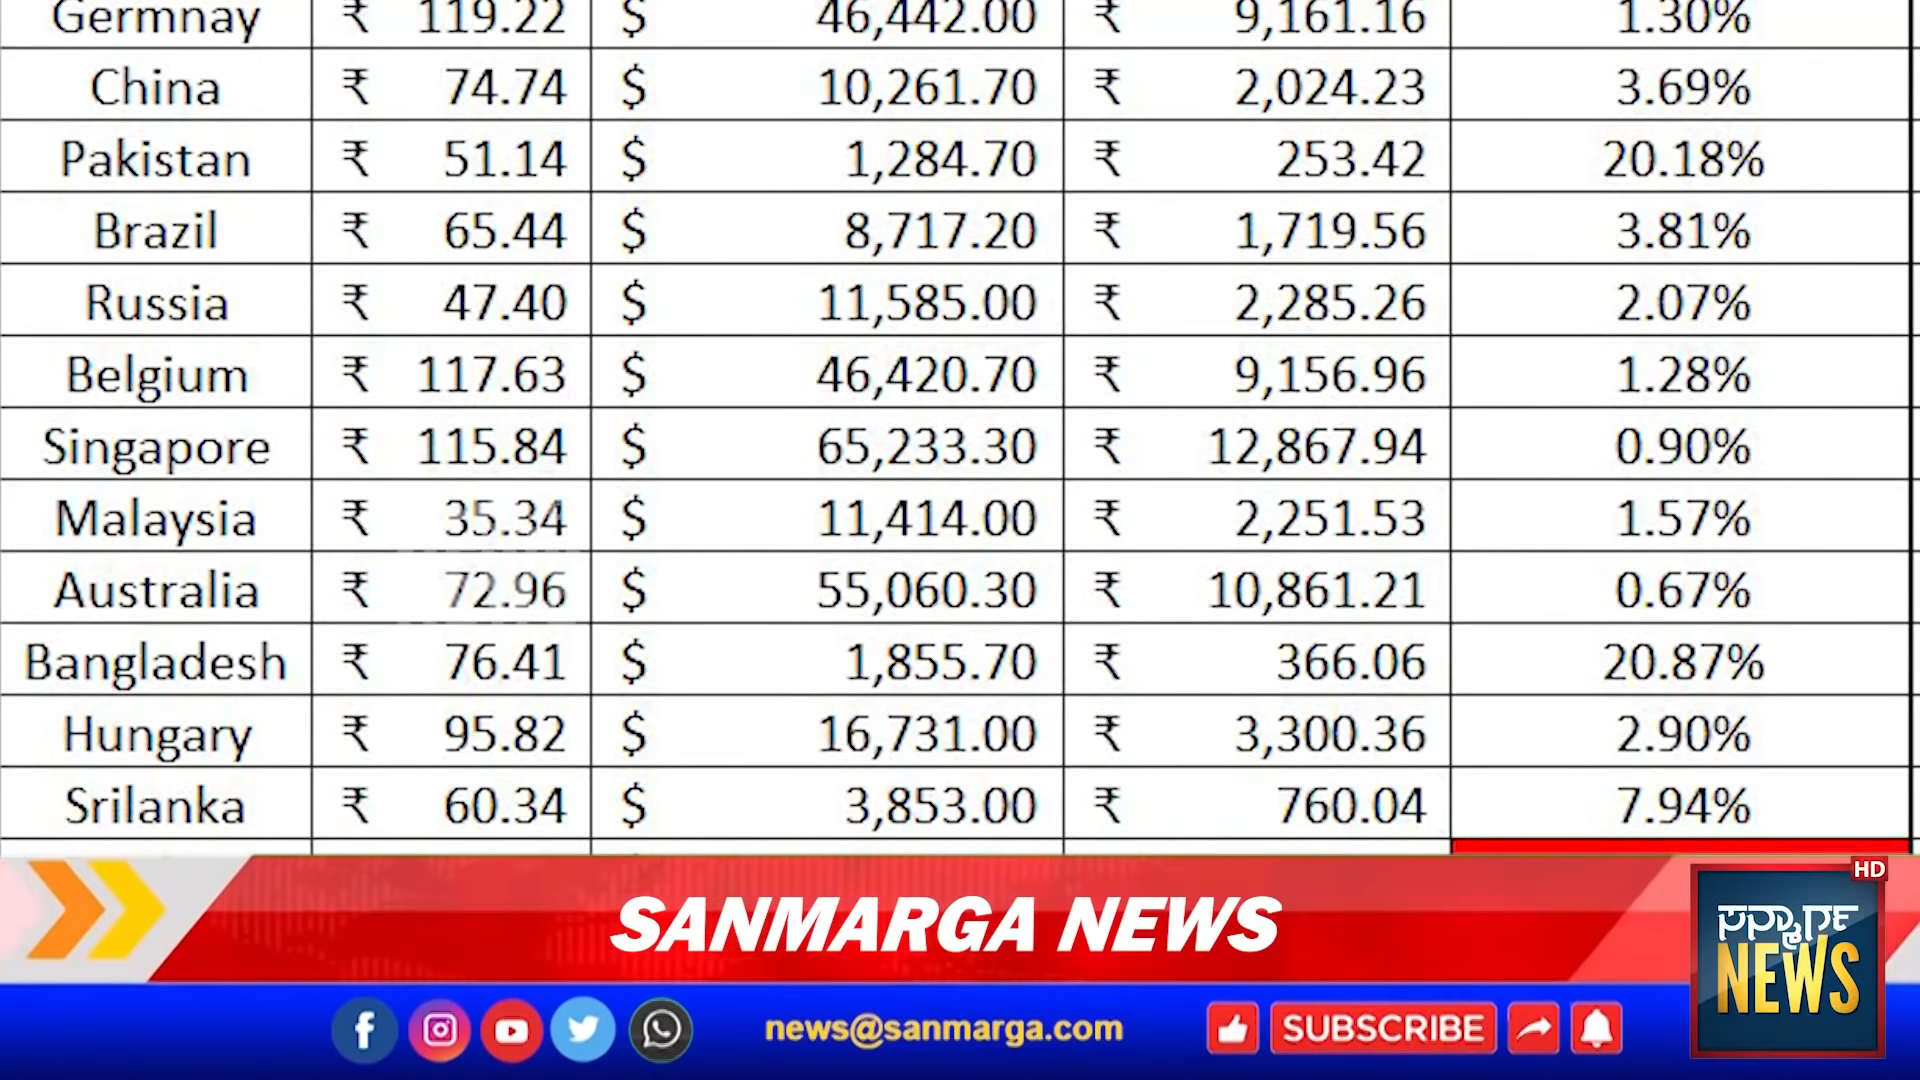 Germnay ₹ 119.22 $ 46,442.00 ₹ 9,161.16 1.30%
China ₹ 74.74 $ 10,261.70 ₹ 2,024.23 3.69%
Pakistan ₹ 51.14 $ 1,284.70 ₹ 253.42 20.18%
Brazil ₹ 65.44 $ 8,717.20 ₹ 1,719.56 3.81%
Russia ₹ 47.40 $ 11,585.00 ₹ 2,285.26 2.07%
Belgium ₹ 117.63 $ 46,420.70 ₹ 9,156.96 1.28%
Singapore ₹ 115.84 $ 65,233.30 ₹ 12,867.94 0.90%
Malaysia ₹ 35.34 $ 11,414.00 ₹ 2,251.53 1.57%
Australia ₹ 72.96 $ 55,060.30 ₹ 10,861.21 0.67%
Bangladesh ₹ 76.41 $ 1,855.70 ₹ 366.06 20.87%
Hungary ₹ 95.82 $ 16,731.00 ₹ 3,300.36 2.90%
Srilanka ₹ 60.34 $ 3,853.00 ₹ 760.04 7.94%
SANMARGA NEWS
HD
ಸನ್ಮಾರ್ಗ
NEWS
news@sanmarga.com
SUBSCRIBE